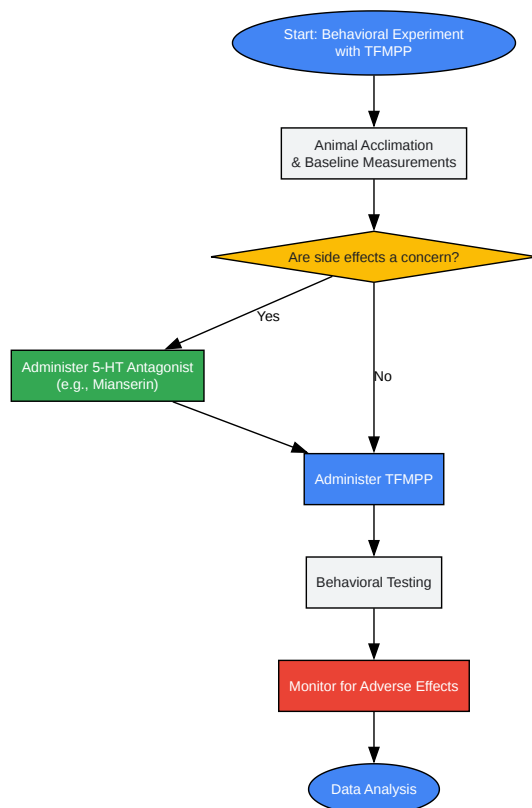 Start: Behavioral Experiment
with TFMPP
Animal Acclimation
& Baseline Measurements
Are side effects a concern?
Yes
Administer 5-HT Antagonist
(e.g., Mianserin)
No
Administer TFMPP
Behavioral Testing
Monitor for Adverse Effects
Data Analysis